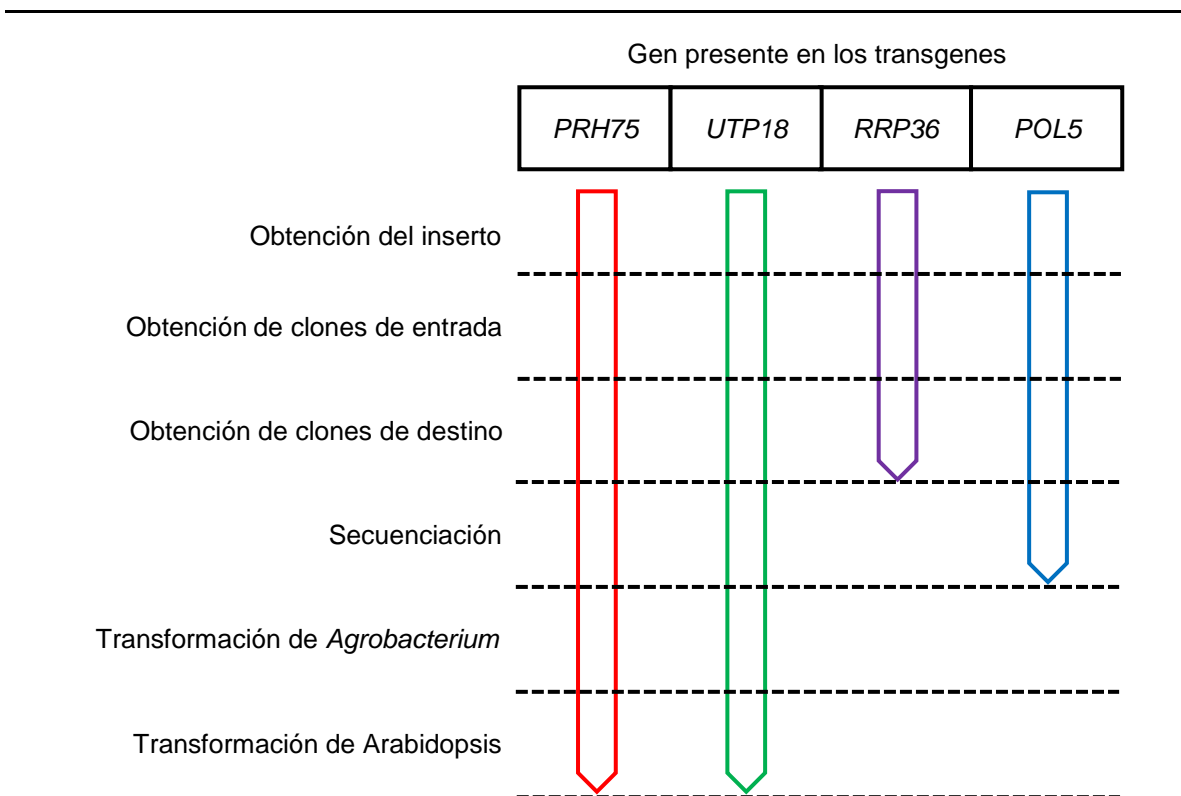 Gen presente en los transgenes
PRH75 UTP18 RRP36 POL5
Obtención del inserto
Obtención de clones de entrada
Obtención de clones de destino
Secuenciación
Transformación de Agrobacterium
Transformación de Arabidopsis